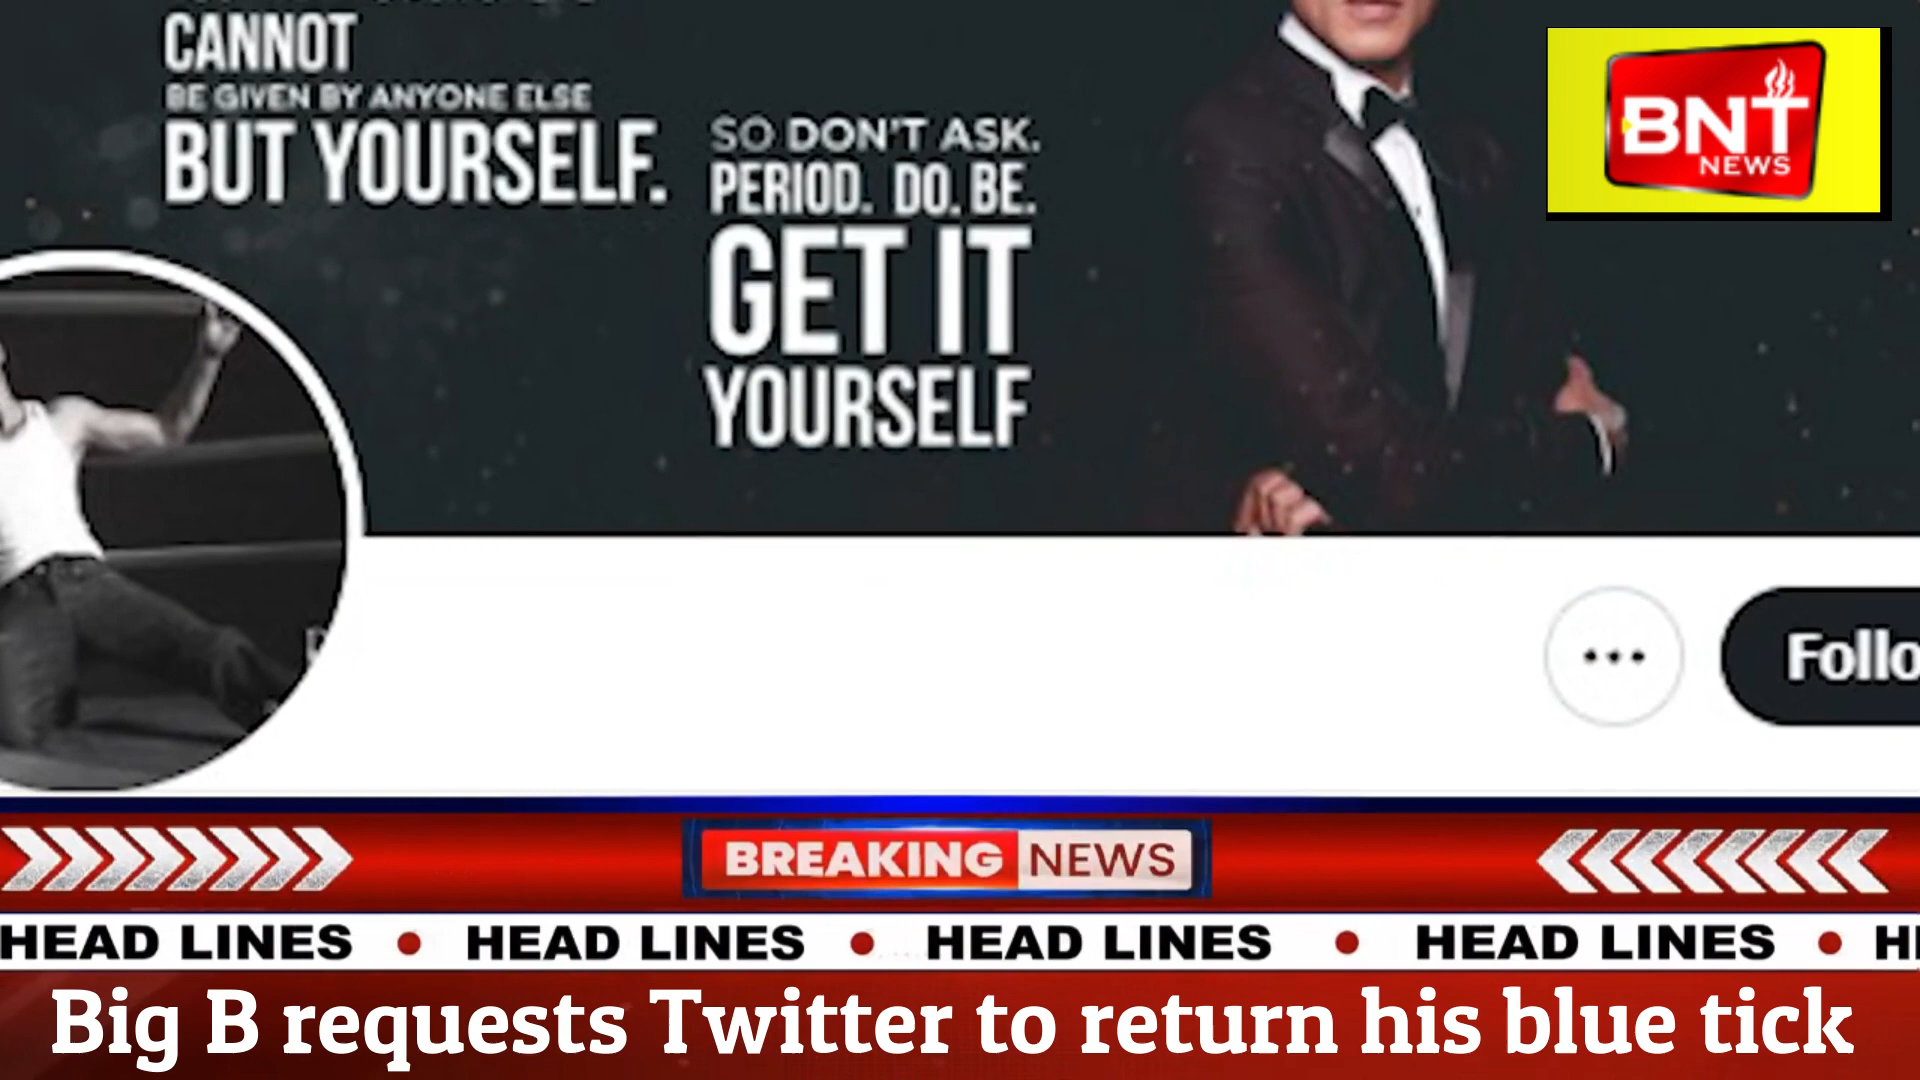 CANNOT
BE GIVEN BY ANYONE ELSE
BUT YOURSELF.
SO DON'T ASK.
PERIOD. DO. BE.
GET IT
YOURSELF
BNT
NEWS
Follo
BREAKING NEWS
HEAD LINES • HEAD LINES • HEAD LINES • HEAD LINES • H
Big B requests Twitter to return his blue tick